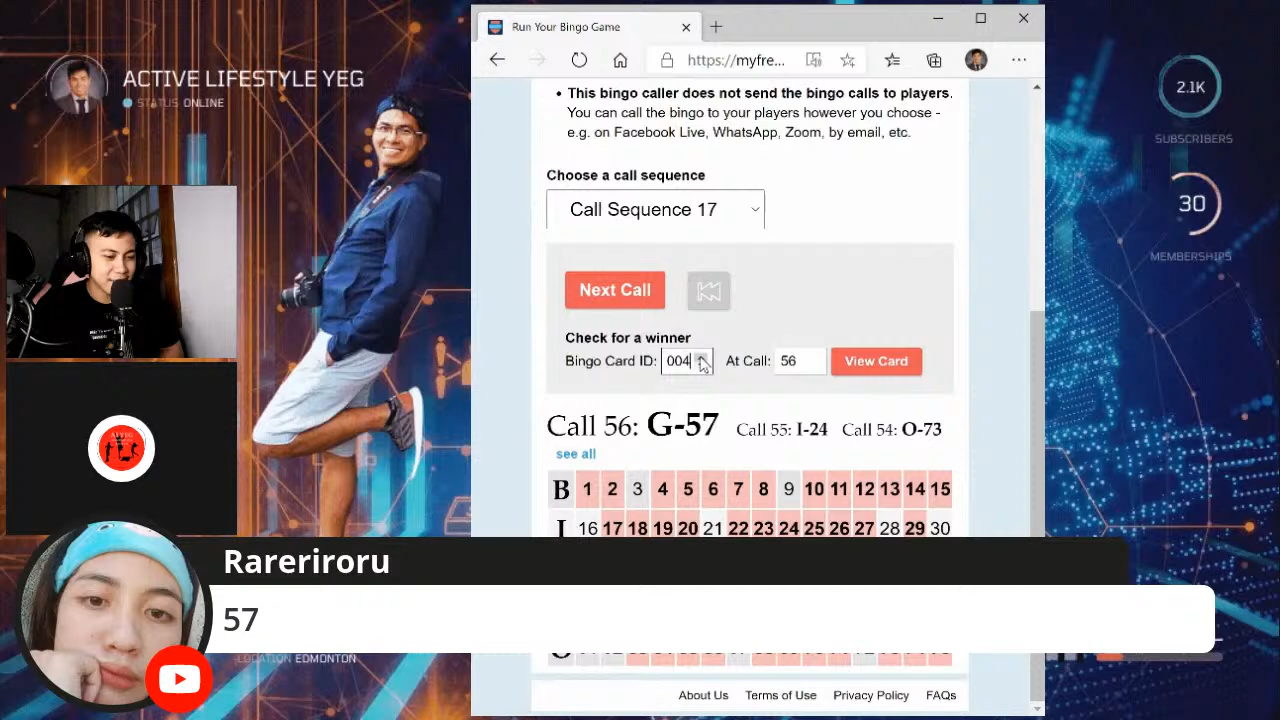 ACTIVE LIFESTYLE YEG
STATUS ONLINE
Run Your Bingo Game
https://myfre...
This bingo caller does not send the bingo calls to players.
You can call the bingo to your players however you choose -
e.g. on Facebook Live, WhatsApp, Zoom, by email, etc.
Choose a call sequence
Call Sequence 17
Next Call
Check for a winner
Bingo Card ID: 004 At Call: 56 View Card
Call 56: G-57 Call 55: I-24 Call 54: O-73
see all
B 1 2 3 4 5 6 7 8 9 10 11 12 13 14 15
I 16 17 18 19 20 21 22 23 24 25 26 27 28 29 30
2.1K
SUBSCRIBERS
30
MEMBERSHIPS
Rareriroru
57
LOCATION EDMONTON
About Us Terms of Use Privacy Policy FAQs